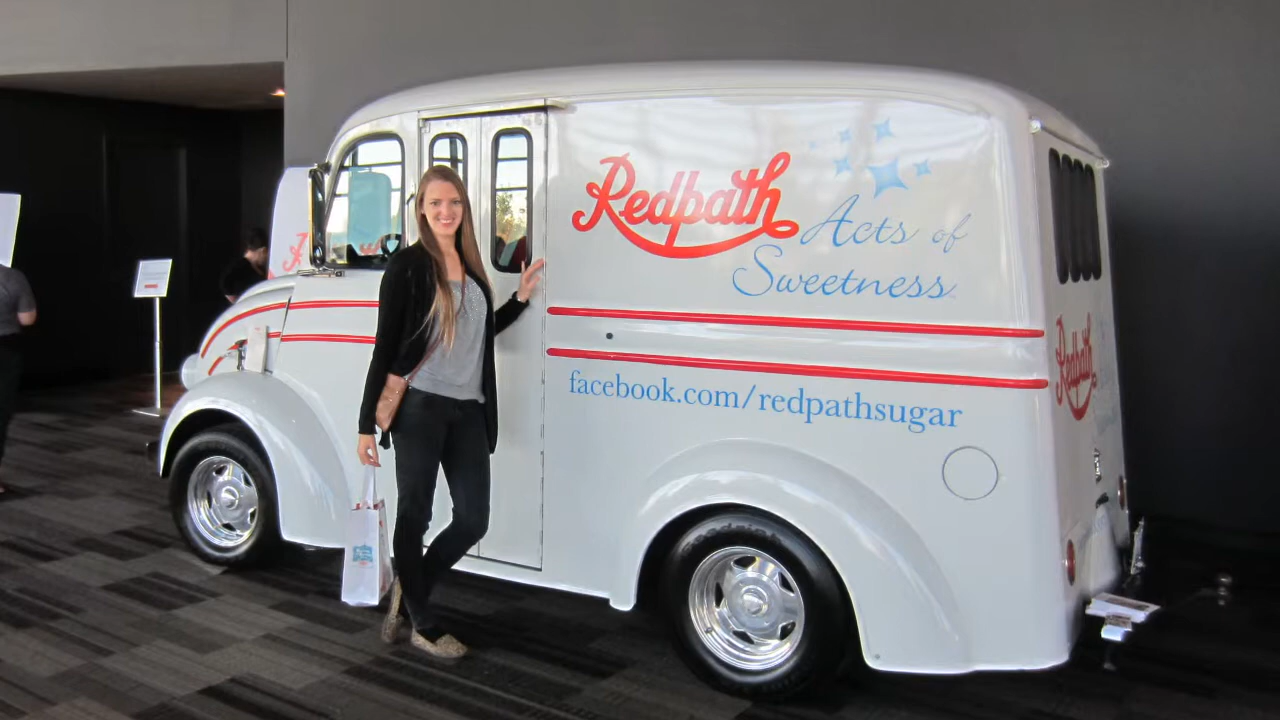 Redpath
Acts of
Sweetness
facebook.com/redpathsugar
Redpath